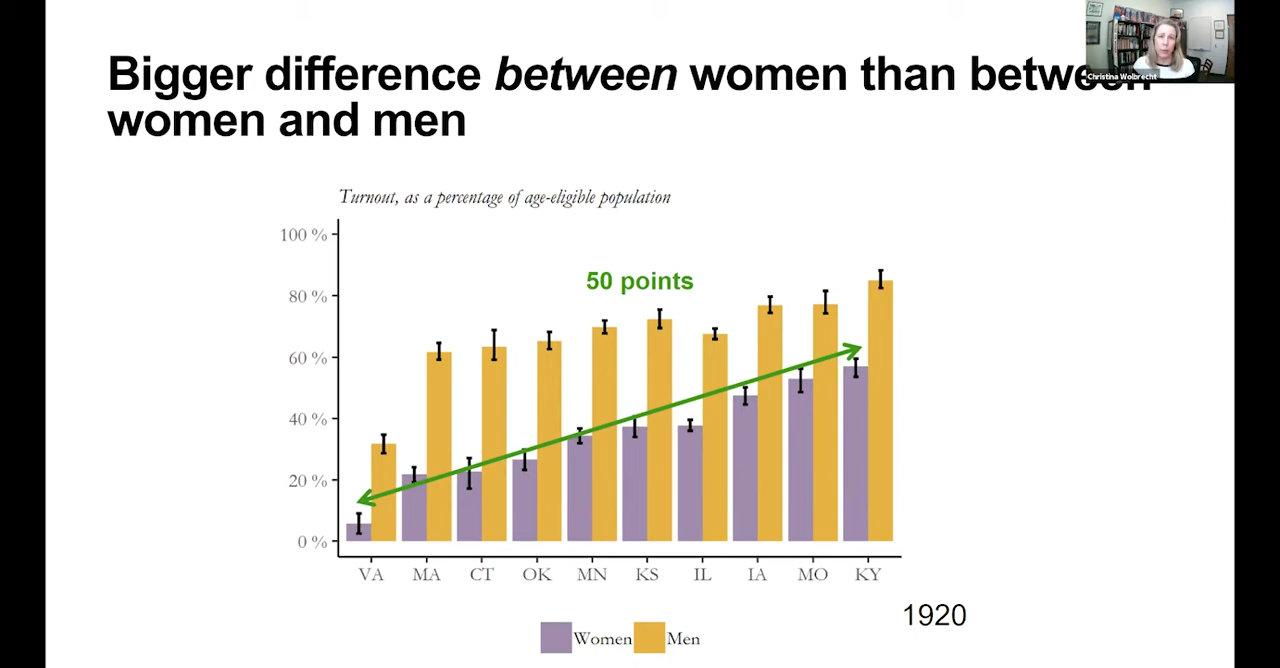 Bigger difference between women than between
women and men
Christina Wolbrecht
Turnout, as a percentage of age-eligible population
100 %
80 %
60 %
40 %
20 %
0 %
50 points
VA MA CT OK MN KS IL IA MO KY
1920
Women Men